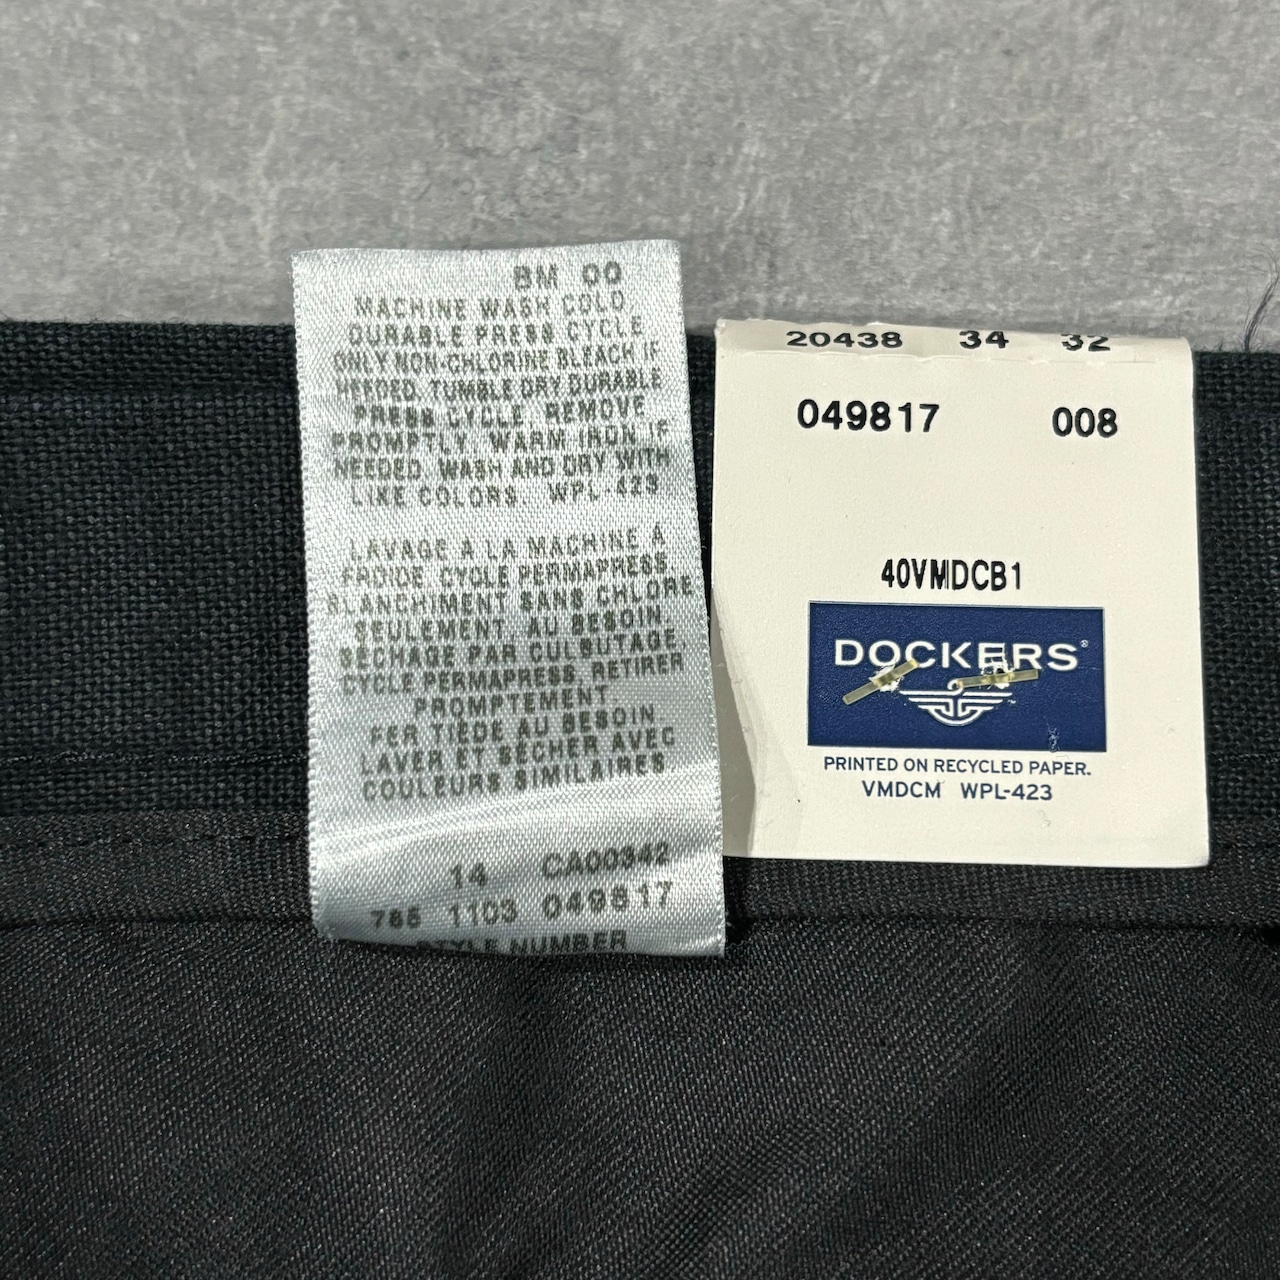 BM 00
MACHINE WASH COLD
DURABLE PRESS CYCLE
ONLY NON-CHLORINE BLEACH IF
NEEDED. TUMBLE DRY DURABLE
PRESS CYCLE. REMOVE
PROMPTLY. WARM IRON IF
NEEDED. WASH AND DRY WITH
LIKE COLORS WPL-423
LAVAGE À LA MACHINE À
FROIDE CYCLE PERMAPRESS.
BLANCHIMENT SANS CHLORE
SEULEMENT AU BESOIN.
SÉCHAGE PAR CULBUTAGE
CYCLE PERMAPRESS, RETIRER
PROMPTEMENT
FER TIÈDE AU BESOIN.
LAVER ET SÉCHER AVEC
COULEURS SIMILAIRES
14 CA00342
765 1103 049817
STYLE NUMBER
20438 34 32
049817 008
40VMDCB1
DOCKERS®
™
PRINTED ON RECYCLED PAPER.
VMDCM WPL-423